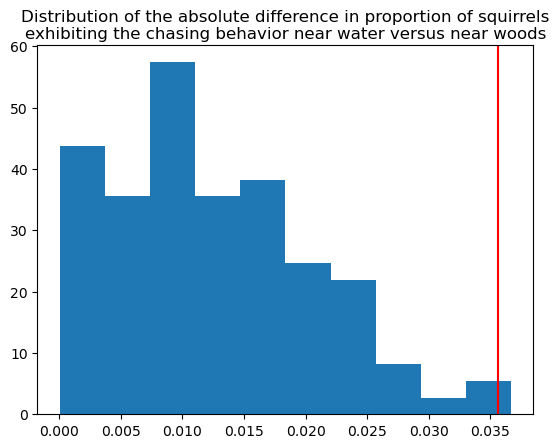 Distribution of the absolute difference in proportion of squirrels
exhibiting the chasing behavior near water versus near woods
60
50
40
30
20
10
0
0.000 0.005 0.010 0.015 0.020 0.025 0.030 0.035